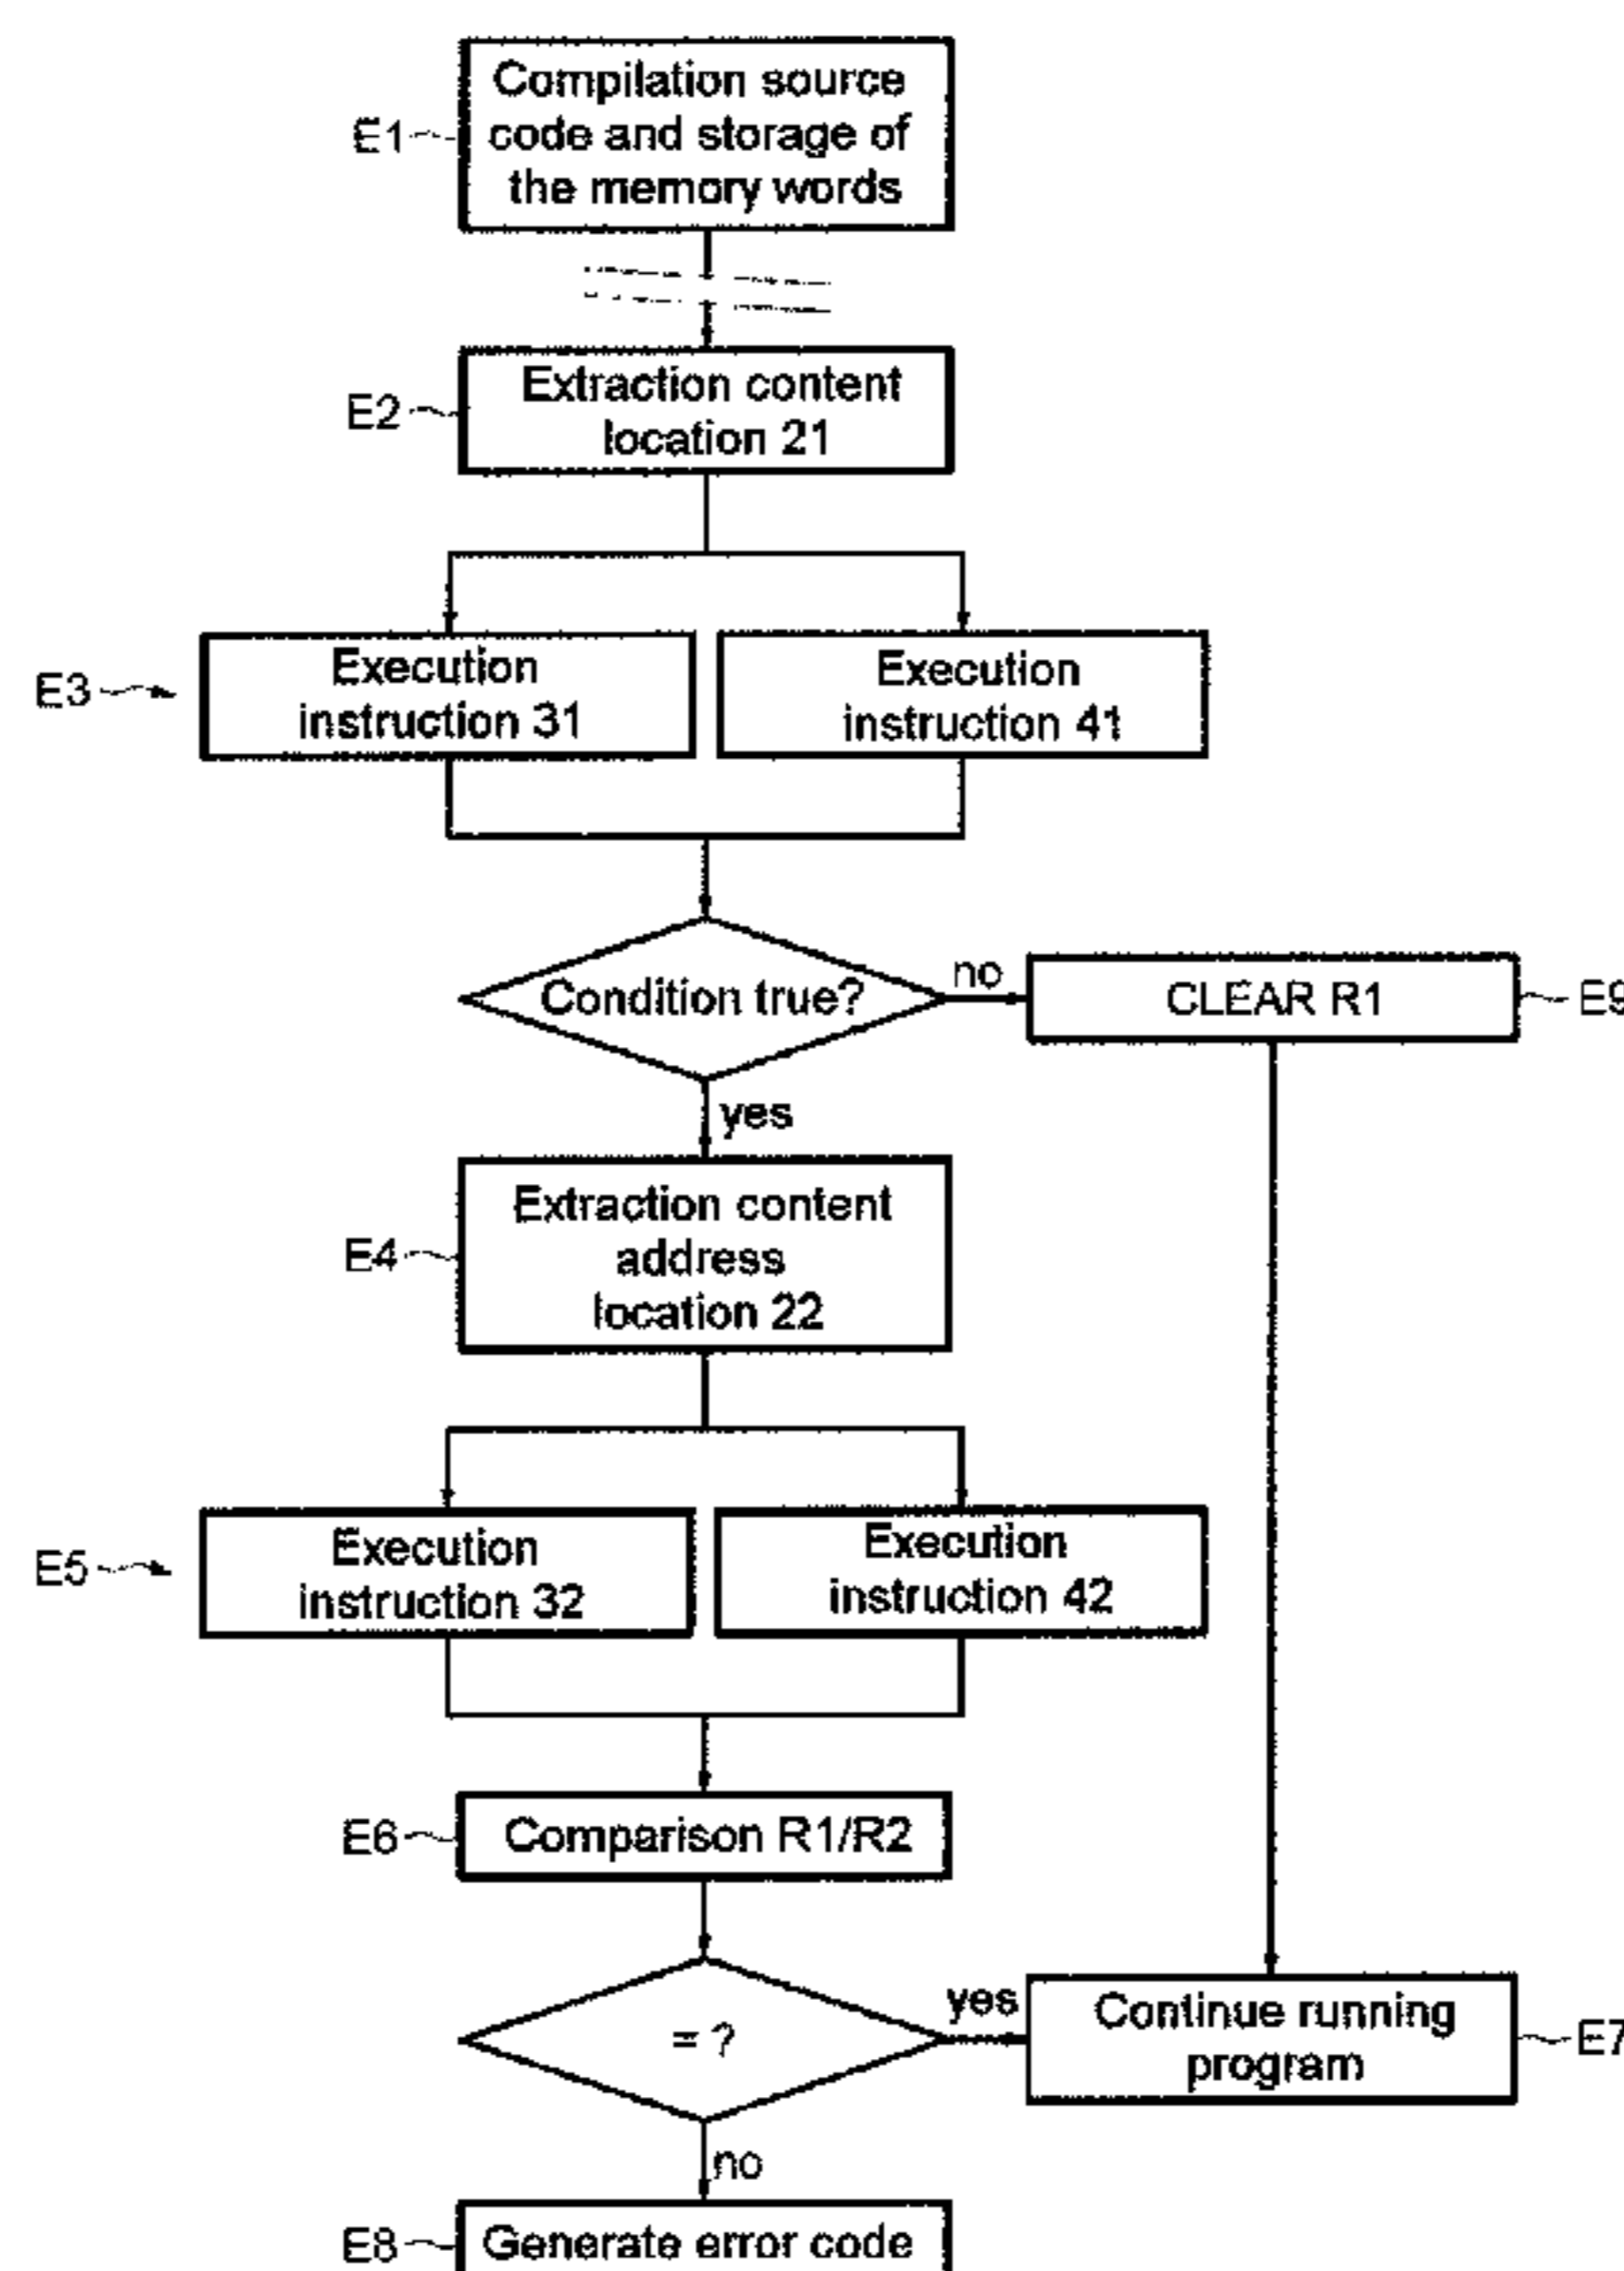 Compilation source
code and storage of
the memory words
E1
Extraction content
location 21
E2
Execution
instruction 31
Execution
instruction 41
E3
Condition true?
no
CLEAR R1
E9
yes
Extraction content
address
location 22
E4
Execution
instruction 32
Execution
instruction 42
E5
Comparison R1/R2
E6
= ?
yes
Continue running
program
E7
no
Generate error code
E8